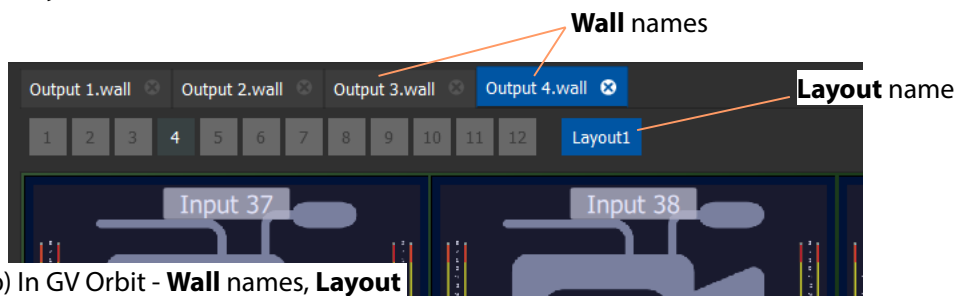 Wall names
Output 1.wall Output 2.wall Output 3.wall Output 4.wall
Layout name
1 2 3 4 5 6 7 8 9 10 11 12 Layout1
Input 37 Input 38
) In GV Orbit - Wall names, Layout